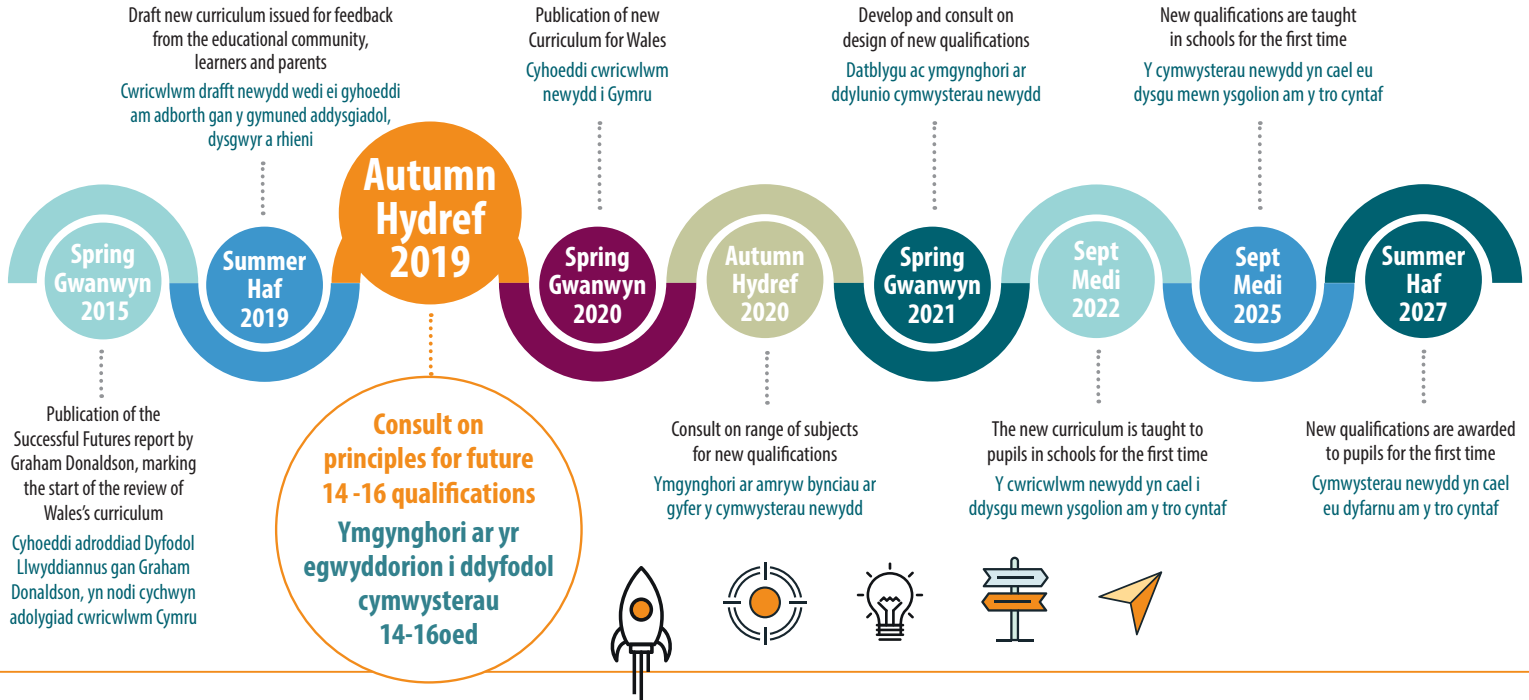 Draft new curriculum issued for feedback
from the educational community,
learners and parents
Cwricwlwm drafft newydd wedi ei gyhoeddi
am adborth gan y gymuned addysgiadol,
dysgwyr a rhieni
Publication of new
Curriculum for Wales
Cyhoeddi cwricwlwm
newydd i Gymru
Develop and consult on
design of new qualifications
Datblygu ac ymgynghori ar
ddylunio cymwysterau newydd
New qualifications are taught
in schools for the first time
Y cymwysterau newydd yn cael eu
dysgu mewn ysgolion am y tro cyntaf
Spring
Gwanwyn
2015
Summer
Haf
2019
Autumn
Hydref
2019
Spring
Gwanwyn
2020
Autumn
Hydref
2020
Spring
Gwanwyn
2021
Sept
Medi
2022
Sept
Medi
2025
Summer
Haf
2027
Publication of the
Successful Futures report by
Graham Donaldson, marking
the start of the review of
Wales's curriculum
Cyhoeddi adroddiad Dyfodol
Llwyddiannus gan Graham
Donaldson, yn nodi cychwyn
adolygiad cwricwlwm Cymru
Consult on
principles for future
14 -16 qualifications
Ymgynghori ar yr
egwyddorion i ddyfodol
cymwysterau
14-16oed
Consult on range of subjects
for new qualifications
Ymgynghori ar amryw bynciau ar
gyfer y cymwysterau newydd
The new curriculum is taught to
pupils in schools for the first time
Y cwricwlwm newydd yn cael i
ddysgu mewn ysgolion am y tro cyntaf
New qualifications are awarded
to pupils for the first time
Cymwysterau newydd yn cael
eu dyfarnu am y tro cyntaf